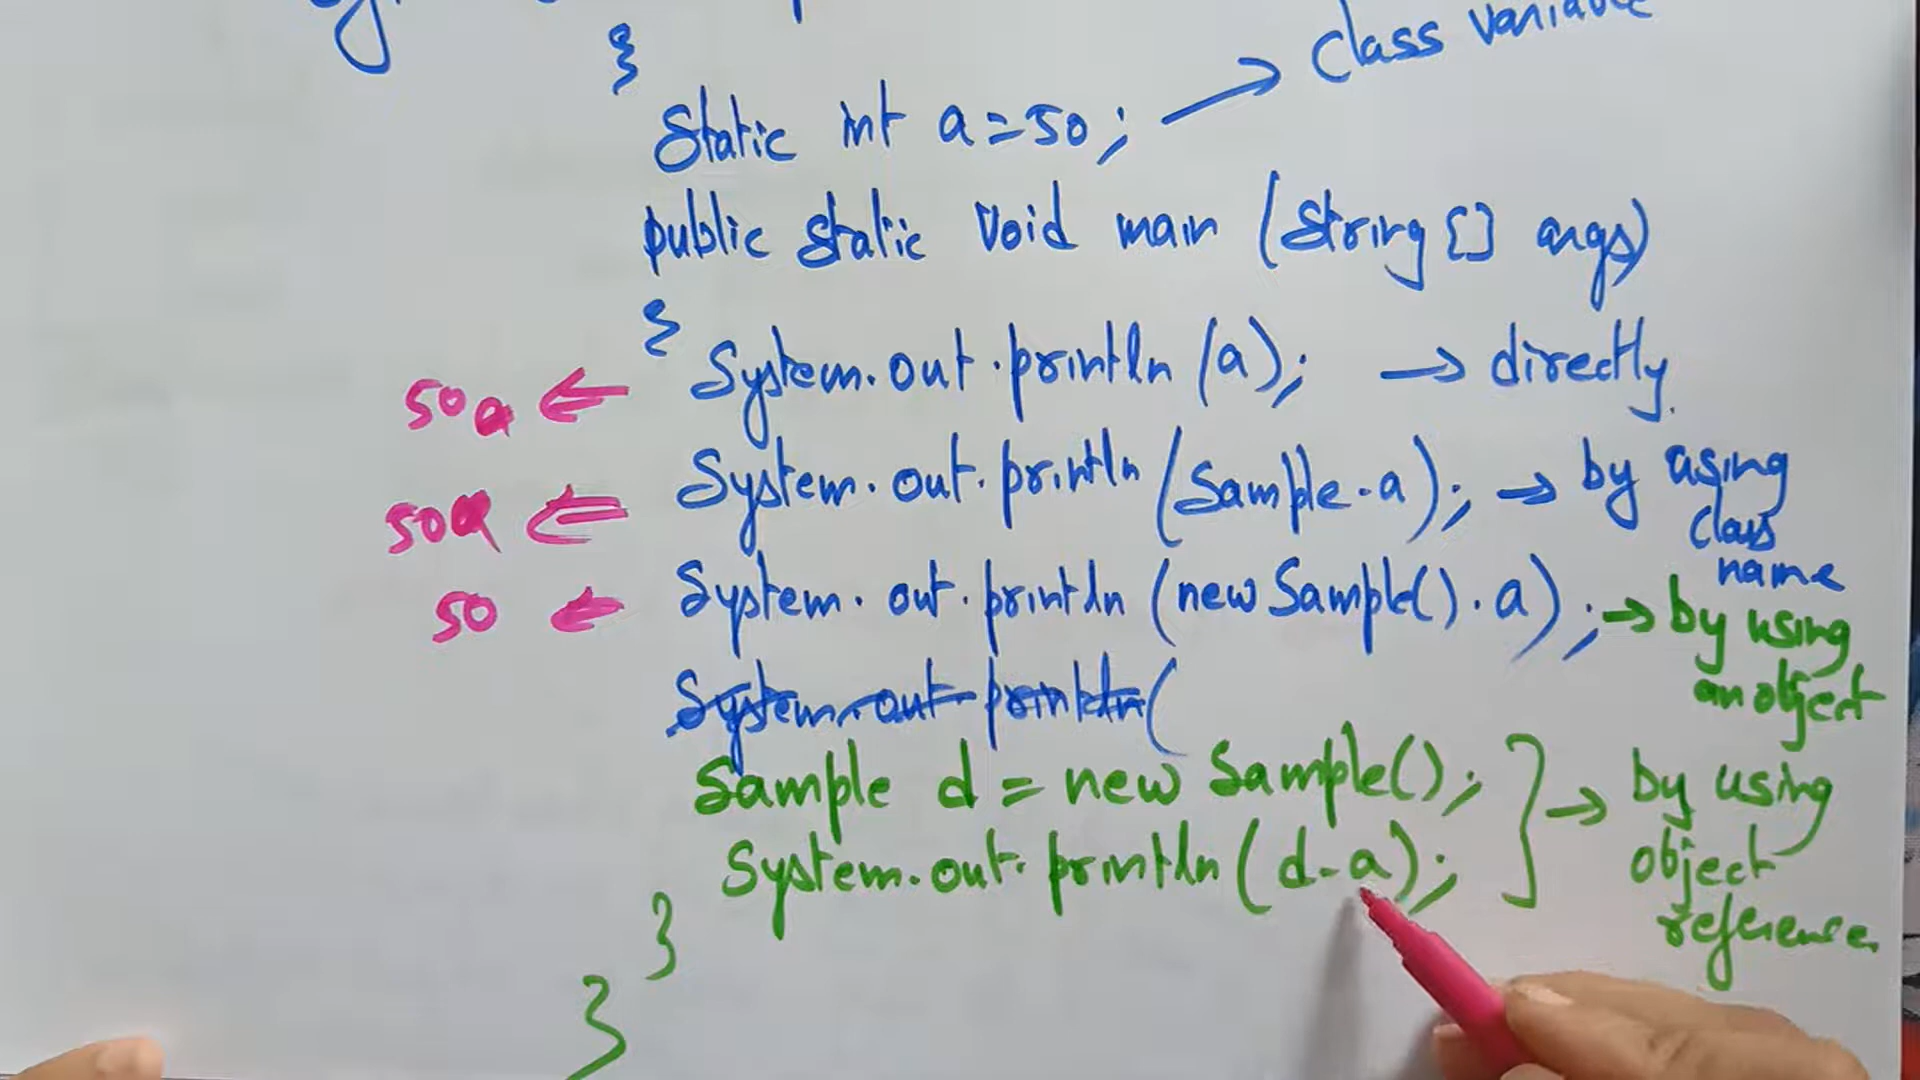 {
class variable
static int a=50; →
public static void main (String [] args)
{
50a ← System.out.println (a); → directly
50a ← System.out.println (Sample.a); → by using class name
50 ← System.out.println (new Sample().a); → by using an object
System.out println(
Sample d = new Sample(); } → by using
System.out.println (d.a); object reference
}
}